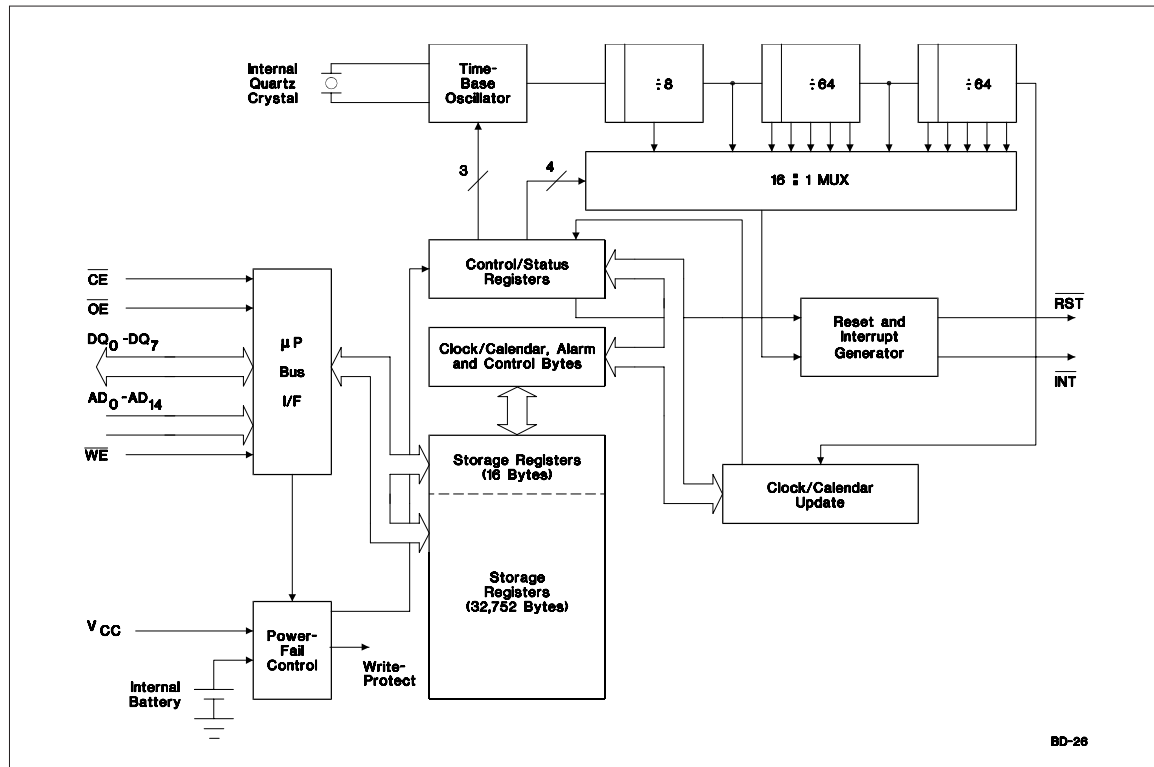 Internal
Quartz
Crystal
Time-
Base
Oscillator
÷8
÷64
÷64
3
4
16 : 1 MUX
Control/Status
Registers
CE
OE
DQ0 -DQ7
AD0 -AD14
WE
µP
Bus
I/F
Clock/Calendar, Alarm
and Control Bytes
Reset and
Interrupt
Generator
RST
INT
Storage Registers
(16 Bytes)
Clock/Calendar
Update
Storage
Registers
(32,752 Bytes)
VCC
Power-
Fail
Control
Write-
Protect
Internal
Battery
BD-26